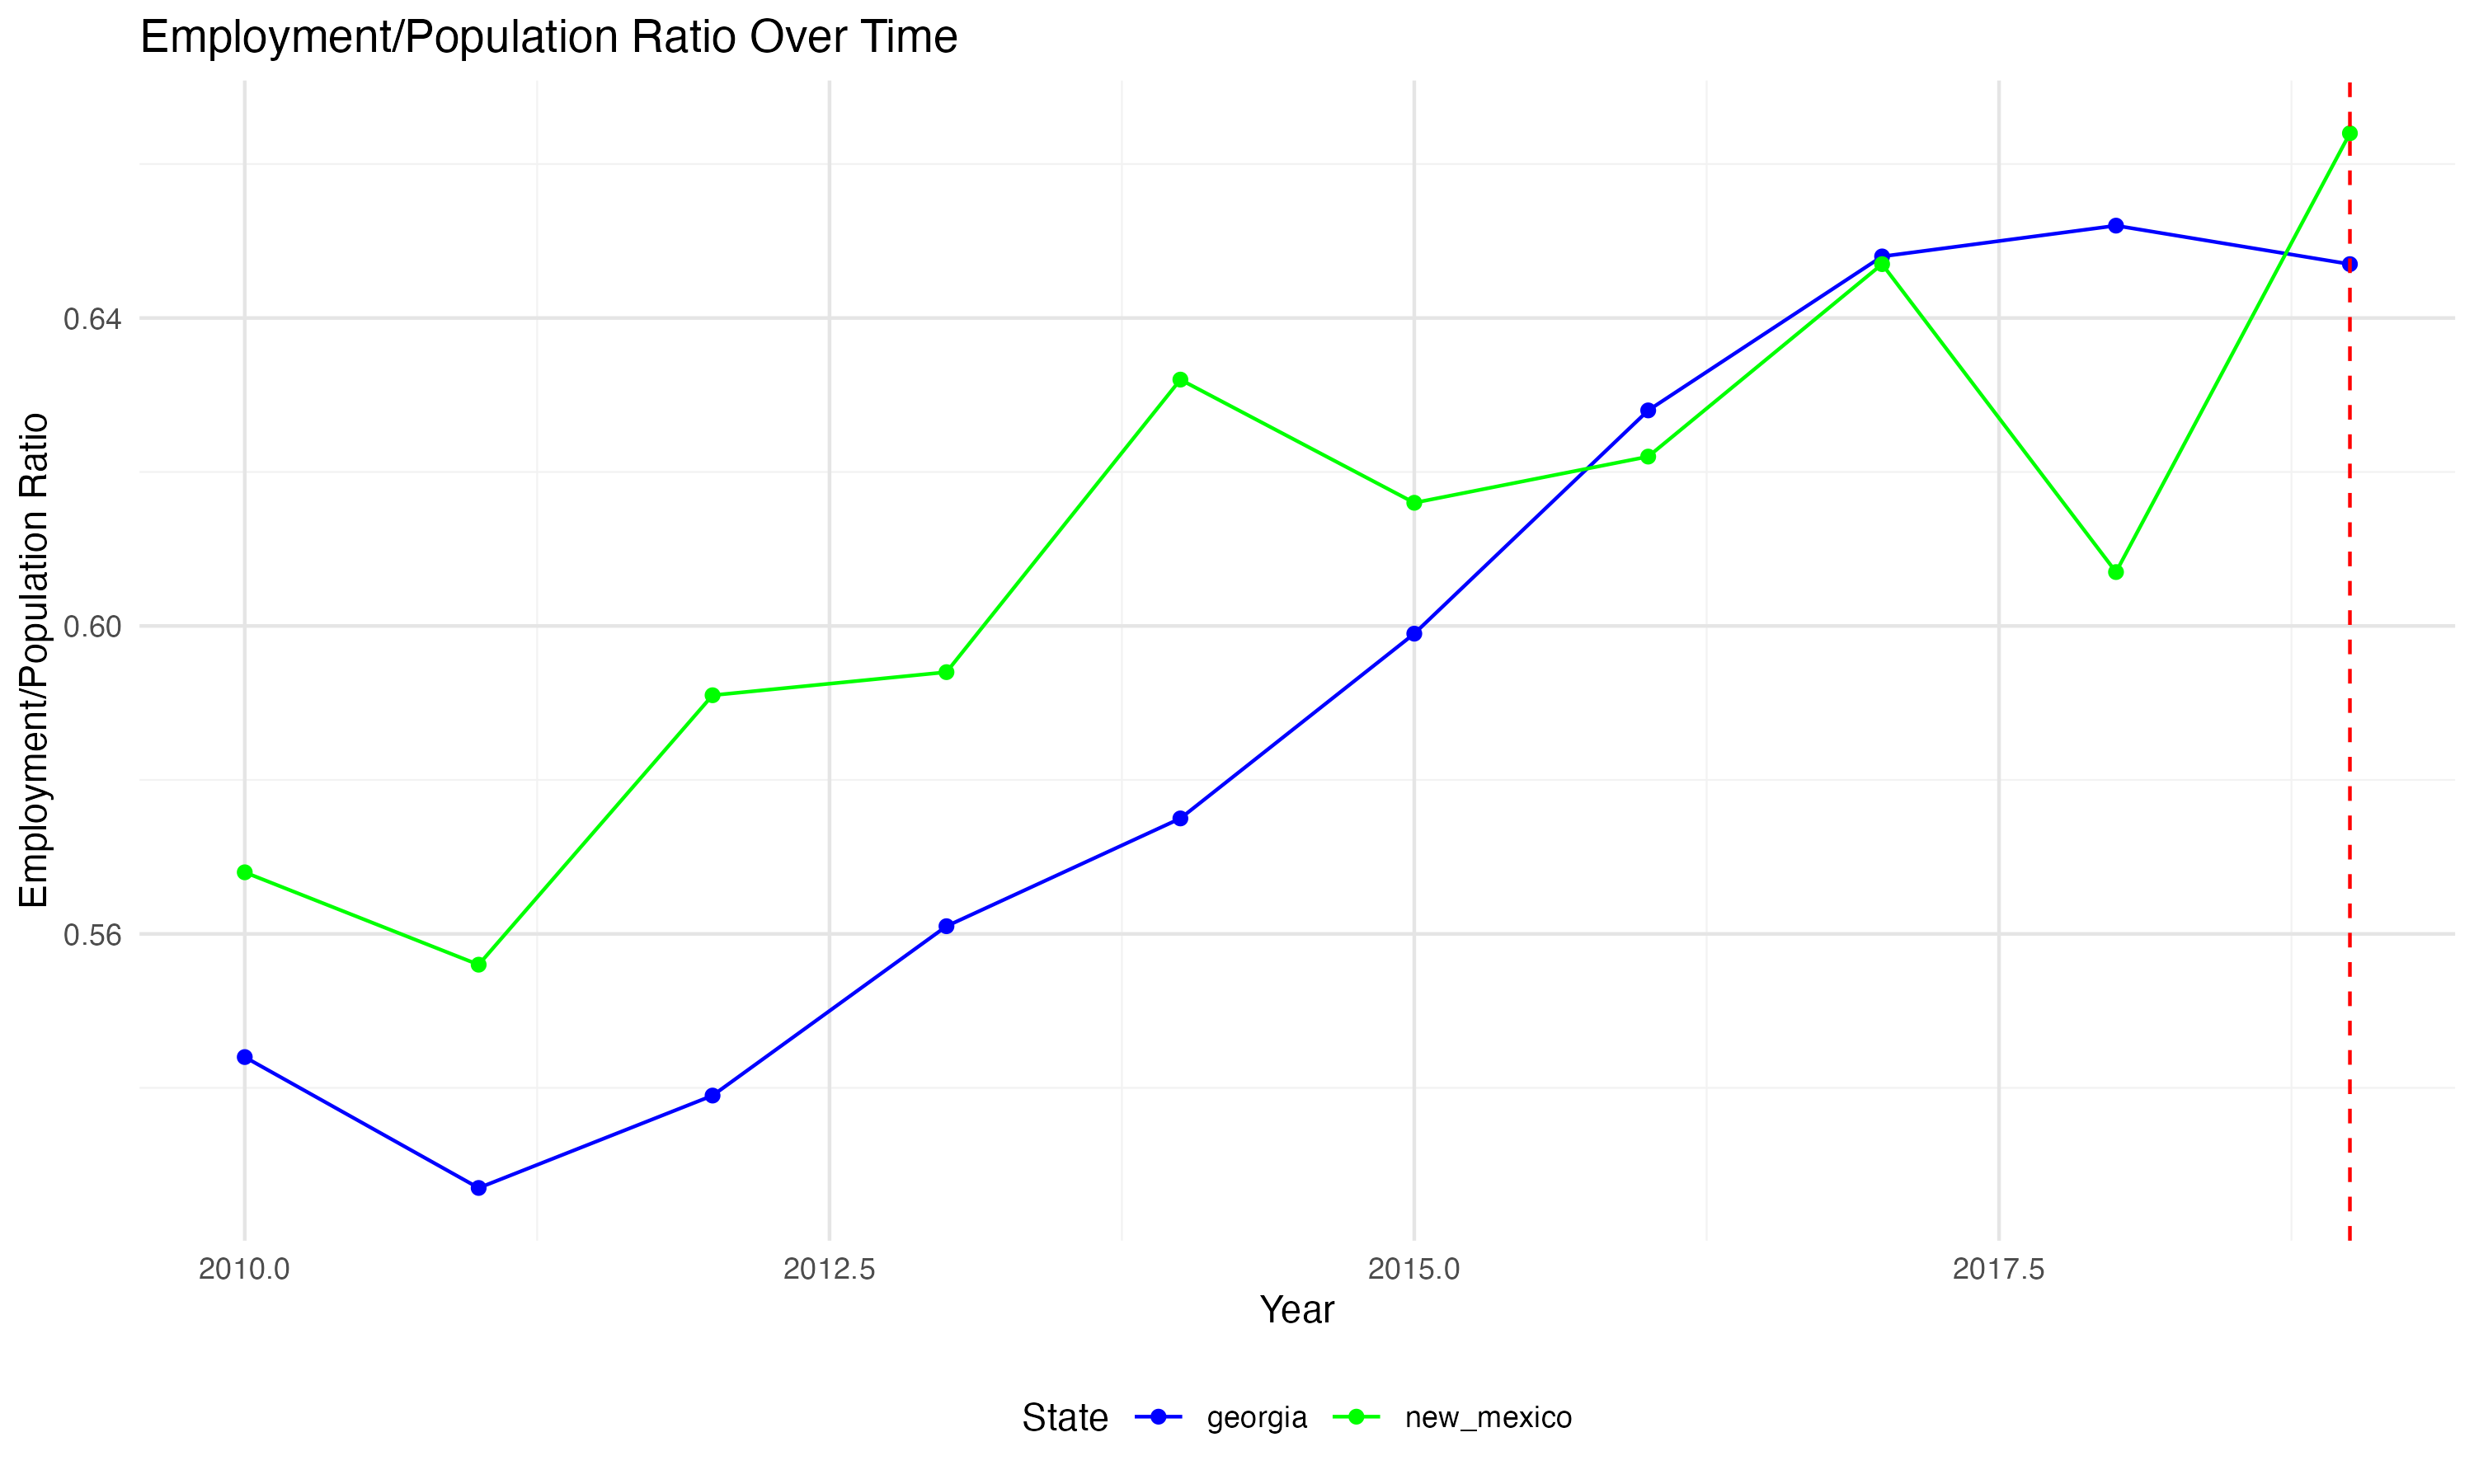 Employment/Population Ratio Over Time
Employment/Population Ratio
0.64
0.60
0.56
2010.0 2012.5 2015.0 2017.5
Year
State georgia new_mexico